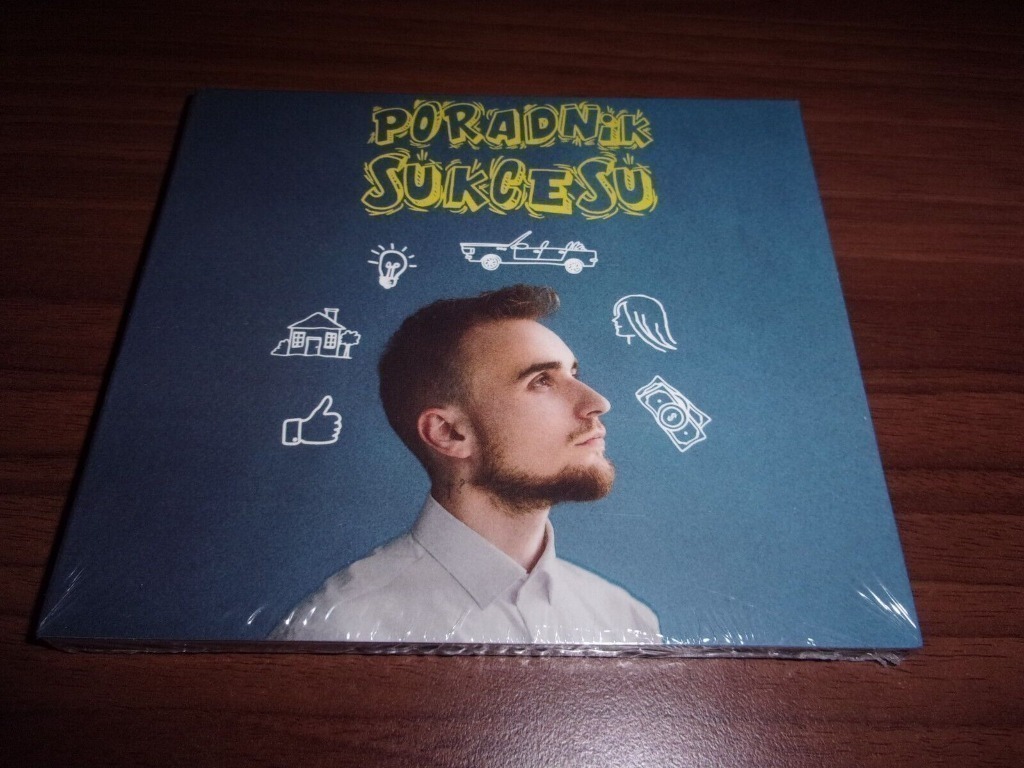 PORADNiK
SUKCESU
$